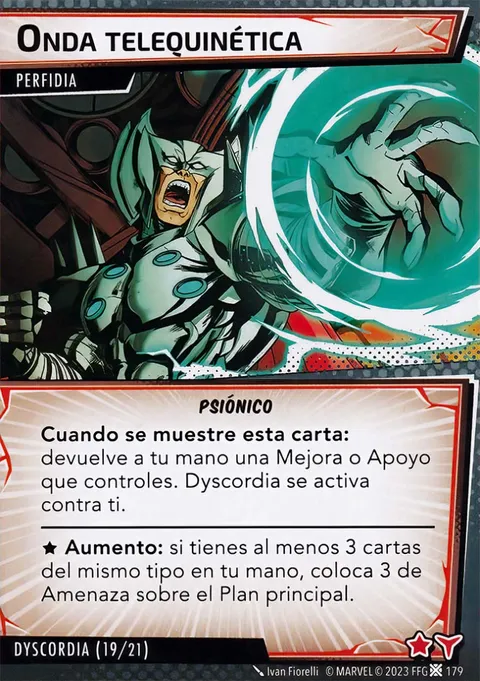 ONDA TELEQUINÉTICA
PERFIDIA
PSIÓNICO
Cuando se muestre esta carta:
devuelve a tu mano una Mejora o Apoyo
que controles. Dyscordia se activa
contra ti.
★ Aumento: si tienes al menos 3 cartas
del mismo tipo en tu mano, coloca 3 de
Amenaza sobre el Plan principal.
DYSCORDIA (19/21)
Ivan Fiorelli © MARVEL © 2023 FFG 179